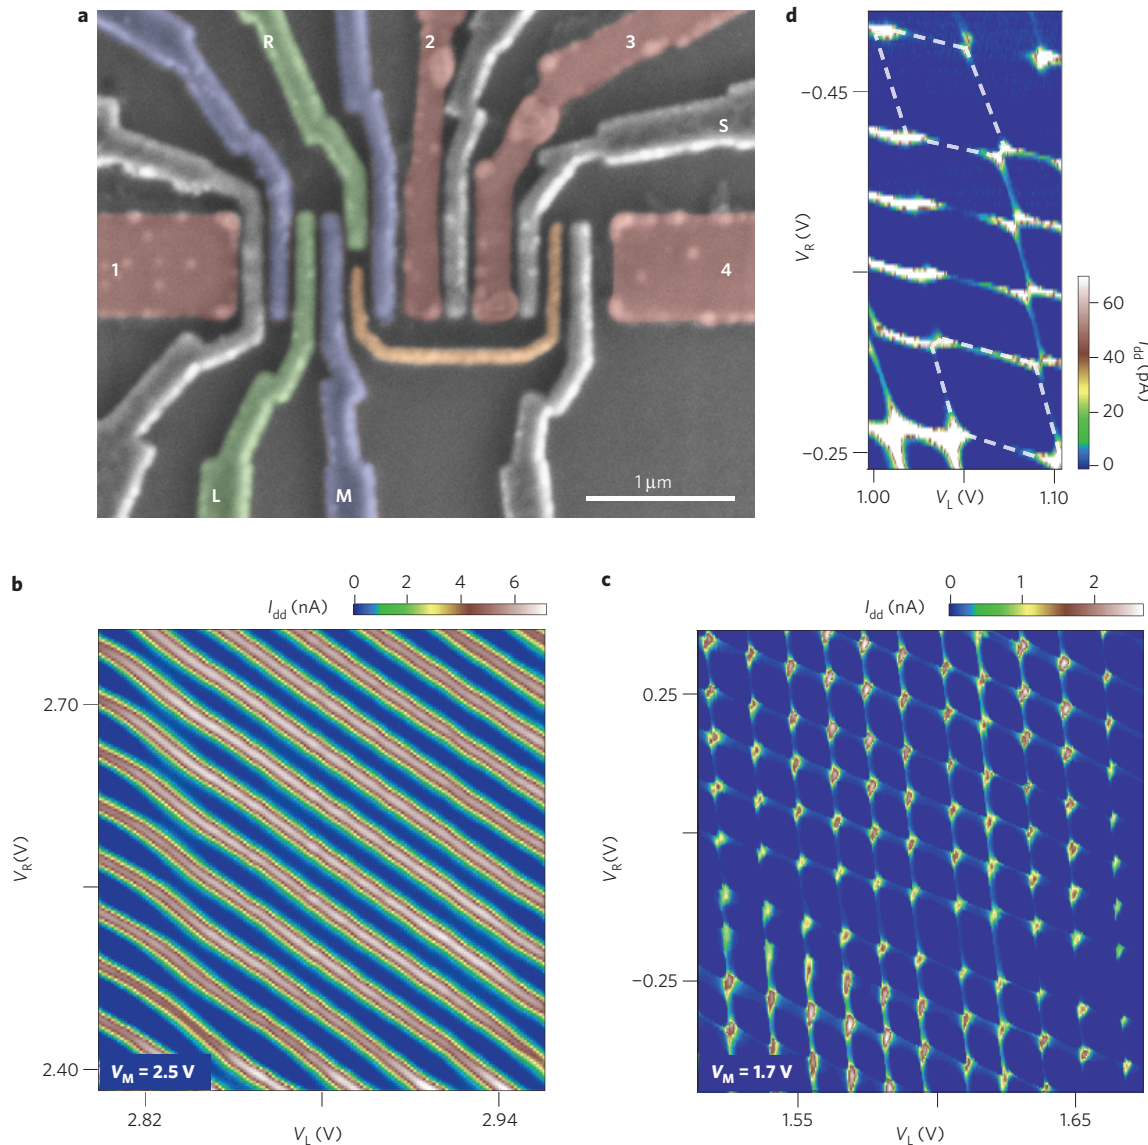 a
R
2
3
S
1
4
L
M
1 μm
d
−0.45
V_R (V)
−0.25
1.00
V_L (V)
1.10
60
40
20
0
I_dd (pA)
b
0 2 4 6
I_dd (nA)
2.70
V_R (V)
2.40
V_M = 2.5 V
2.82
2.94
V_L (V)
c
0 1 2
I_dd (nA)
0.25
V_R (V)
−0.25
V_M = 1.7 V
1.55
1.65
V_L (V)